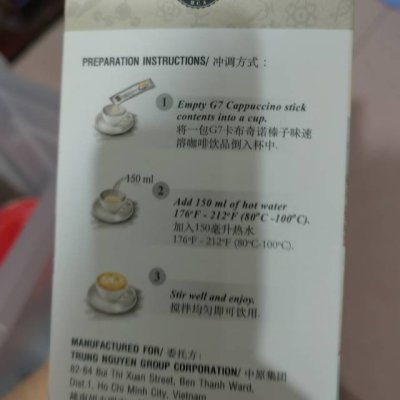 PREPARATION INSTRUCTIONS/ 冲调方式：
1
Empty G7 Cappuccino stick
contents into a cup.
将一包G7卡布奇诺榛子味速
溶咖啡饮品倒入杯中.
150 ml
2
Add 150 ml of hot water
176°F - 212°F (80°C -100°C).
加入150毫升热水
176°F - 212°F (80°C-100°C).
3
Stir well and enjoy.
搅拌均匀即可饮用.
MANUFACTURED FOR/ 委托方：
TRUNG NGUYEN GROUP CORPORATION/ 中原集团
82-84 Bui Thi Xuan Street, Ben Thanh Ward,
Dist.1, Ho Chi Minh City, Vietnam